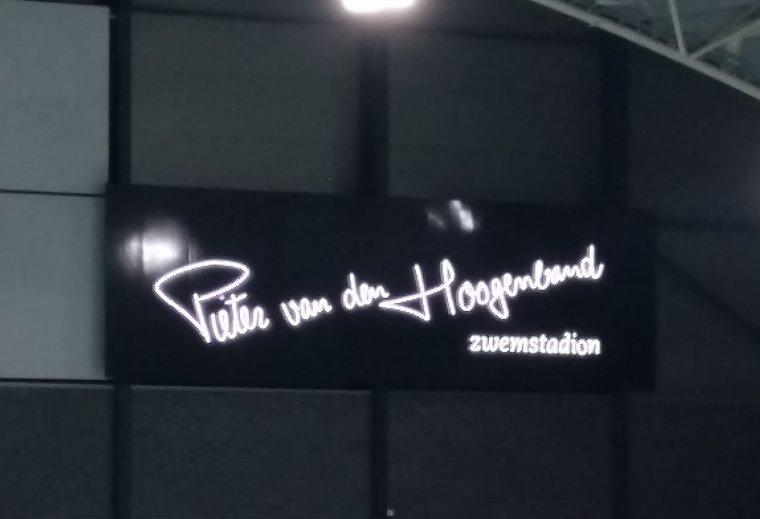 Pieter van den Hoogenband
zwemstadion